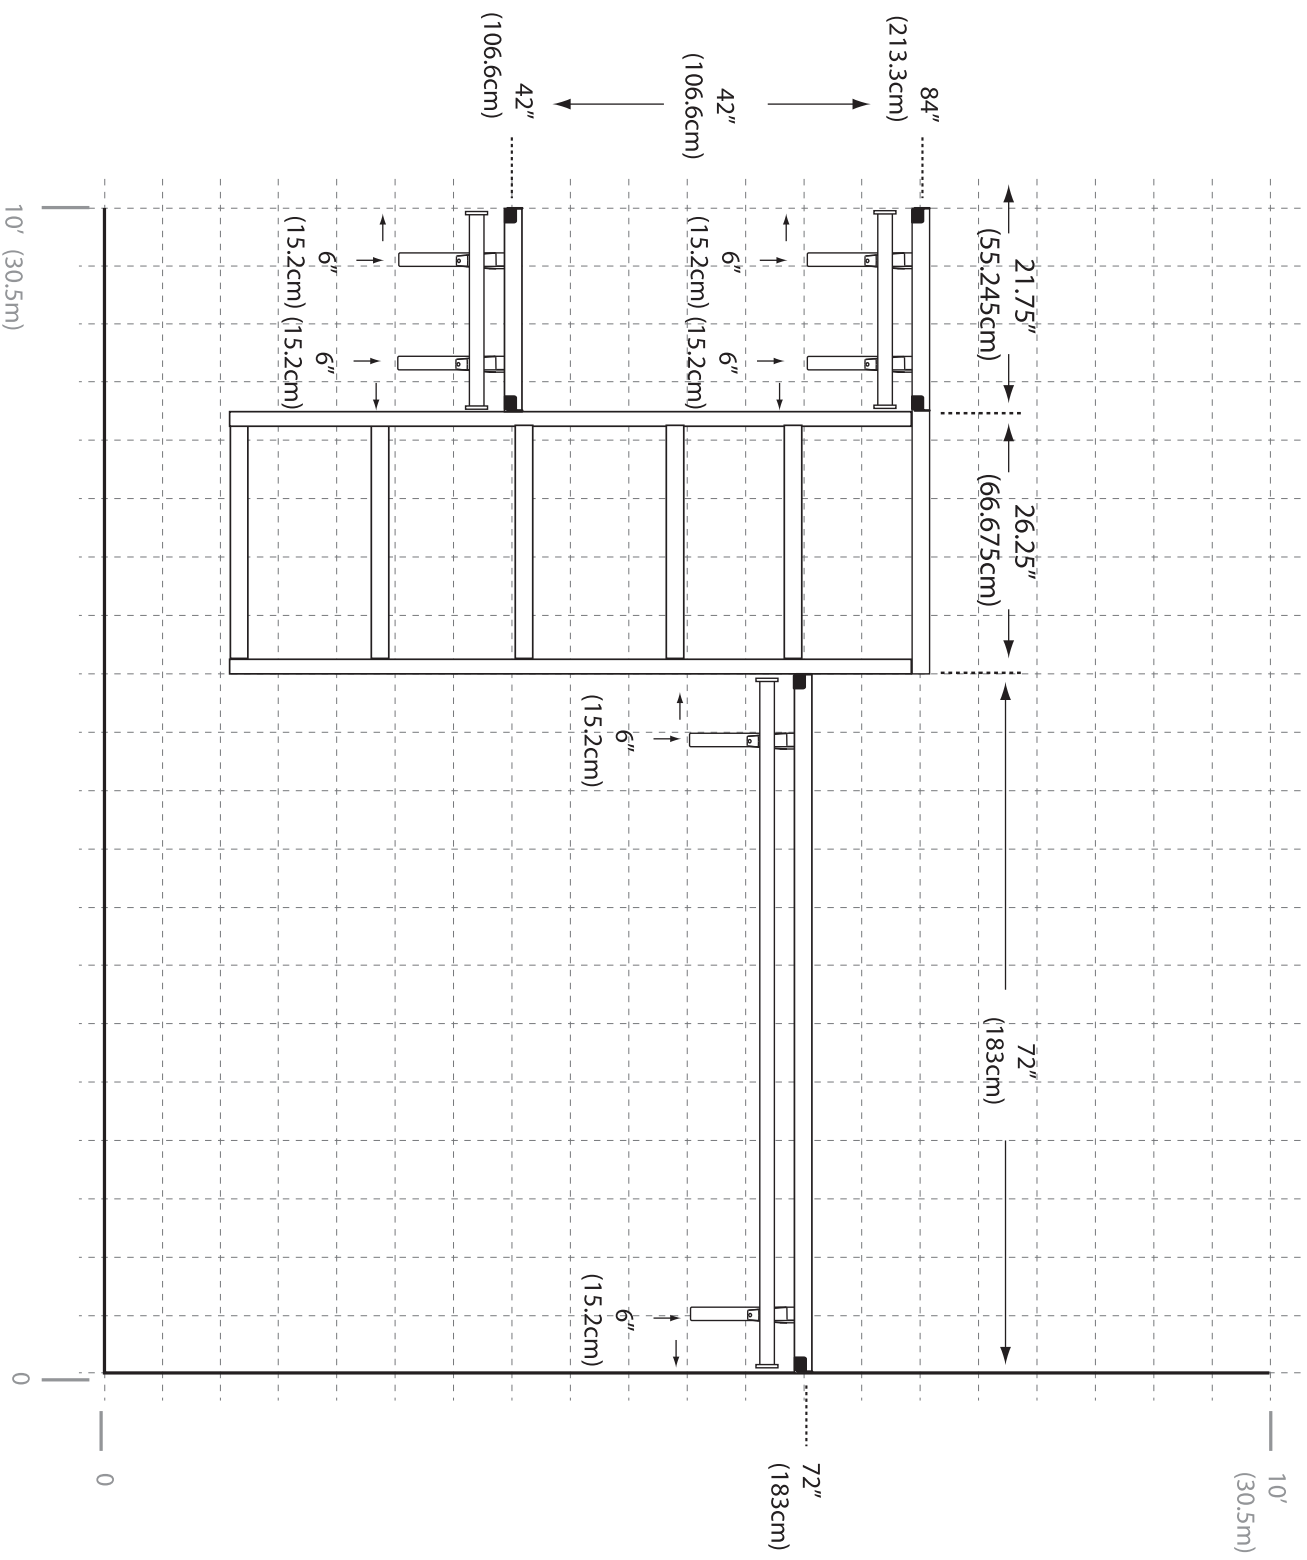 10’
(30.5m)
21.75”
(55.245cm)
26.25”
(66.675cm)
72”
(183cm)
84”
(213.3cm)
72”
(183cm)
42”
(106.6cm)
6”
(15.2cm)
6”
(15.2cm)
6”
(15.2cm)
6”
(15.2cm)
42”
(106.6cm)
6”
(15.2cm)
6”
(15.2cm)
0
10’ (30.5m)
0